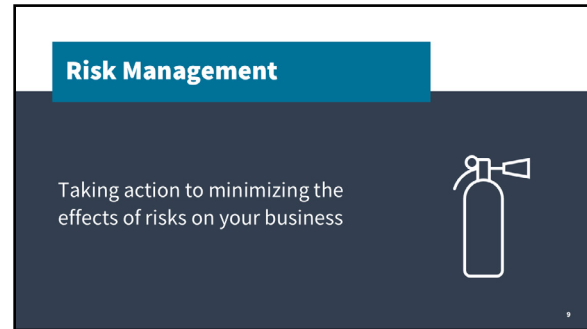 Risk Management
Taking action to minimizing the
effects of risks on your business
9